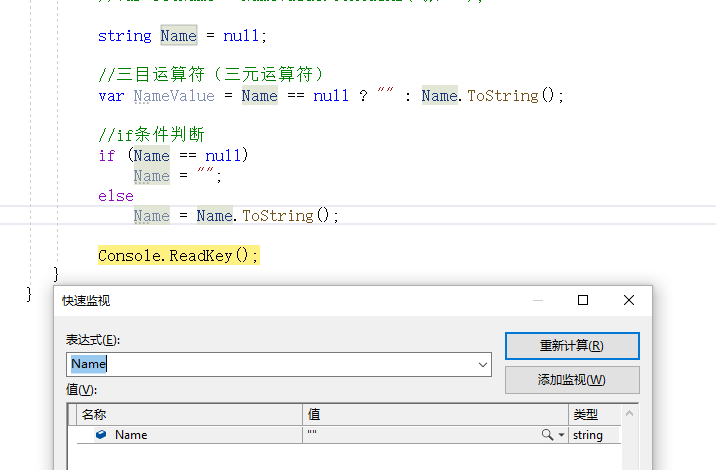 string Name = null;
//三目运算符（三元运算符）
var NameValue = Name == null ? "" : Name.ToString();
//if条件判断
if (Name == null)
Name = "";
else
Name = Name.ToString();
Console.ReadKey();
}
}
快速监视
表达式(E):
重新计算(R)
Name
添加监视(W)
值(V):
名称 值 类型
Name "" string